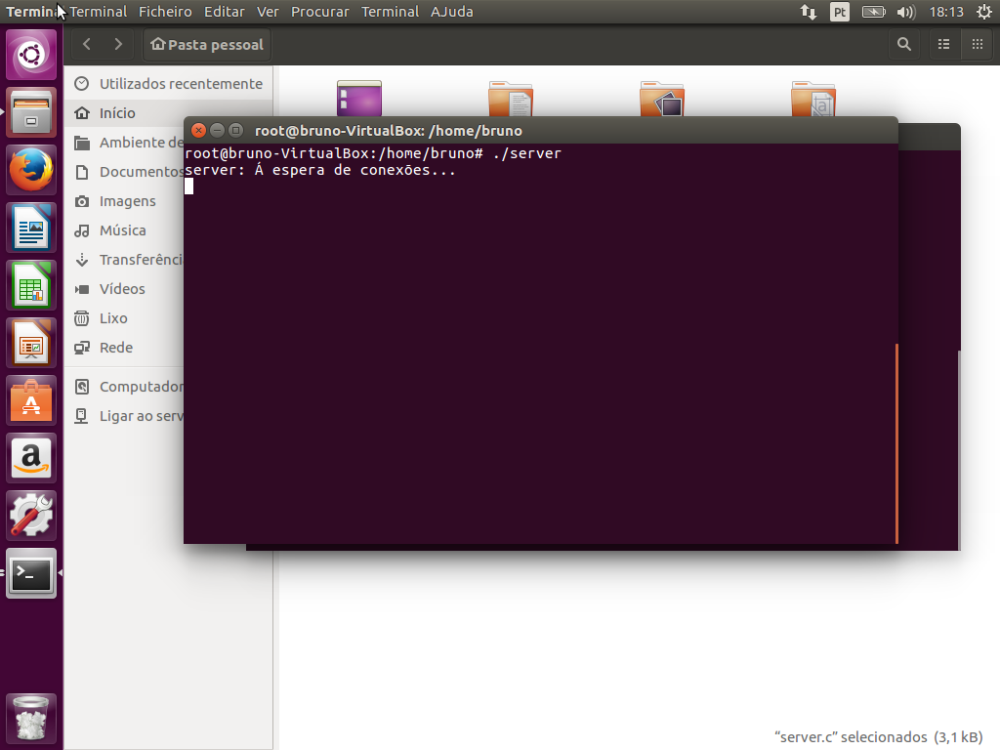 Termin Terminal Ficheiro Editar Ver Procurar Terminal AJuda Pt 18:13
Pasta pessoal
Utilizados recentemente
Início
Ambiente de
Documentos
Imagens
Música
Transferênci
Vídeos
Lixo
Rede
Computador
Ligar ao serv
root@bruno-VirtualBox: /home/bruno
root@bruno-VirtualBox:/home/bruno# ./server
server: Á espera de conexões...
“server.c” selecionados (3,1 kB)